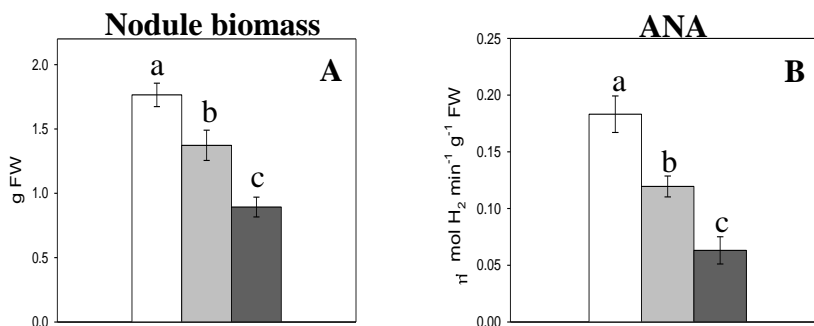 Nodule biomass
A
a
b
c
2.0
1.5
1.0
0.5
0.0
g FW
ANA
B
a
b
c
0.25
0.20
0.15
0.10
0.05
0.00
mol H₂ min⁻¹ g⁻¹ FW